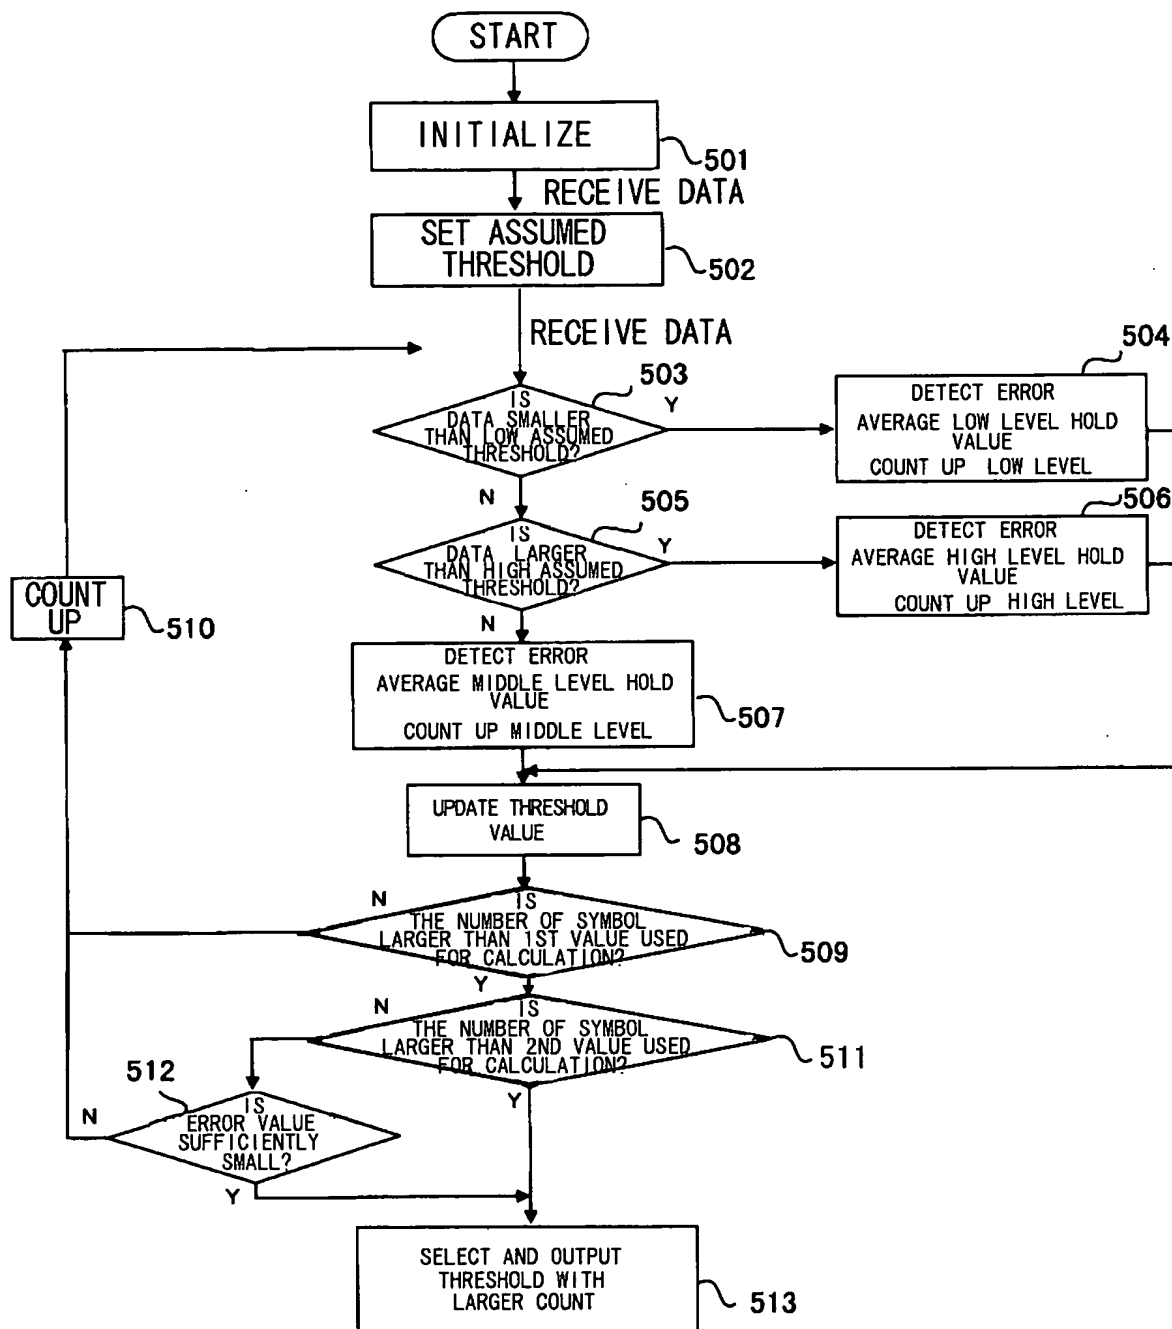 START
INITIALIZE
501
RECEIVE DATA
SET ASSUMED
THRESHOLD
502
RECEIVE DATA
503
IS
DATA SMALLER
THAN LOW ASSUMED
THRESHOLD?
Y
N
504
DETECT ERROR
AVERAGE LOW LEVEL HOLD
VALUE
COUNT UP LOW LEVEL
505
IS
DATA LARGER
THAN HIGH ASSUMED
THRESHOLD?
Y
N
506
DETECT ERROR
AVERAGE HIGH LEVEL HOLD
VALUE
COUNT UP HIGH LEVEL
COUNT
UP
510
DETECT ERROR
AVERAGE MIDDLE LEVEL HOLD
VALUE
COUNT UP MIDDLE LEVEL
507
UPDATE THRESHOLD
VALUE
508
N
IS
THE NUMBER OF SYMBOL
LARGER THAN 1ST VALUE USED
FOR CALCULATION?
509
Y
N
IS
THE NUMBER OF SYMBOL
LARGER THAN 2ND VALUE USED
FOR CALCULATION?
511
Y
512
N
IS
ERROR VALUE
SUFFICIENTLY
SMALL?
Y
SELECT AND OUTPUT
THRESHOLD WITH
LARGER COUNT
513